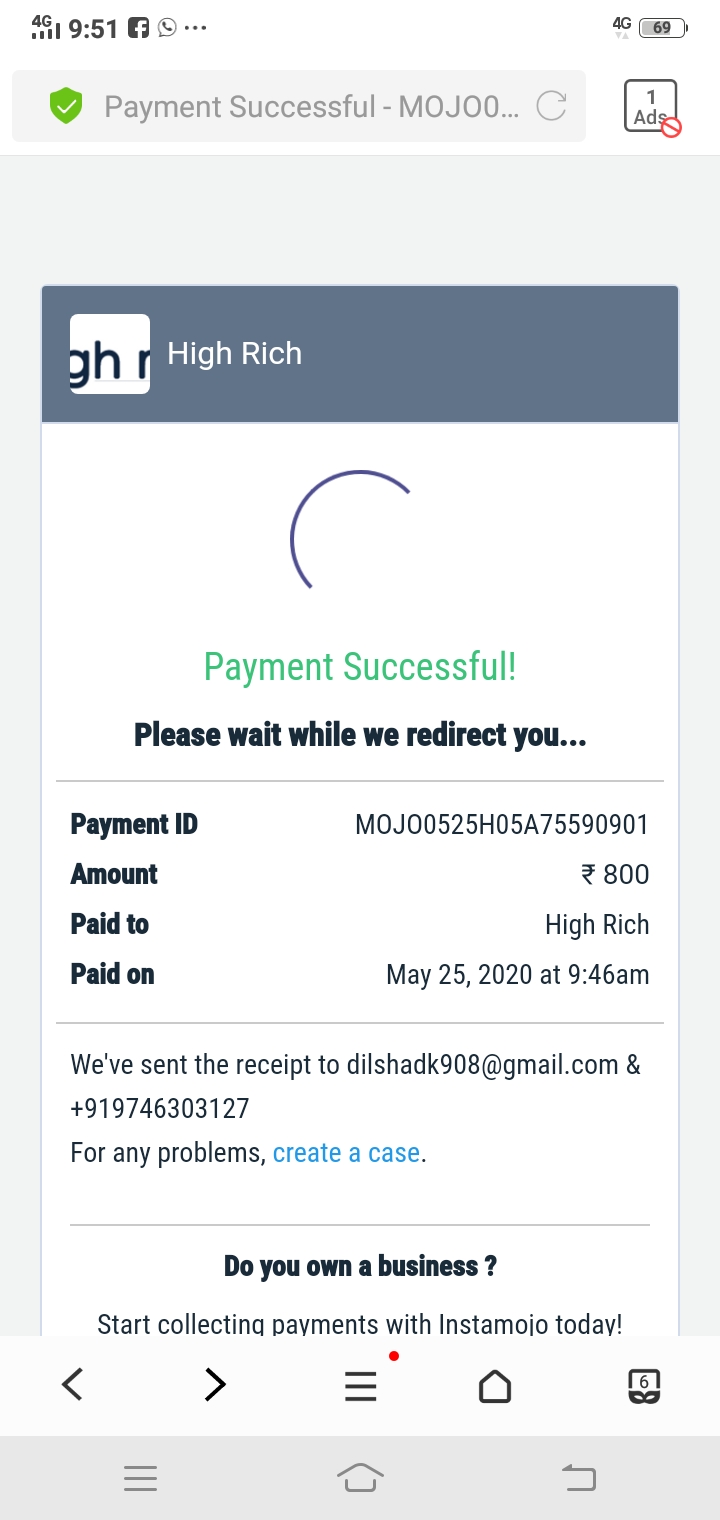 4G 9:51 ... 4G 69
Payment Successful - MOJO0... 1
Ads
gh r High Rich
Payment Successful!
Please wait while we redirect you...
Payment ID MOJO0525H05A75590901
Amount ₹ 800
Paid to High Rich
Paid on May 25, 2020 at 9:46am
We've sent the receipt to dilshadk908@gmail.com &
+919746303127
For any problems, create a case.
Do you own a business ?
Start collecting payments with Instamojo today!
6